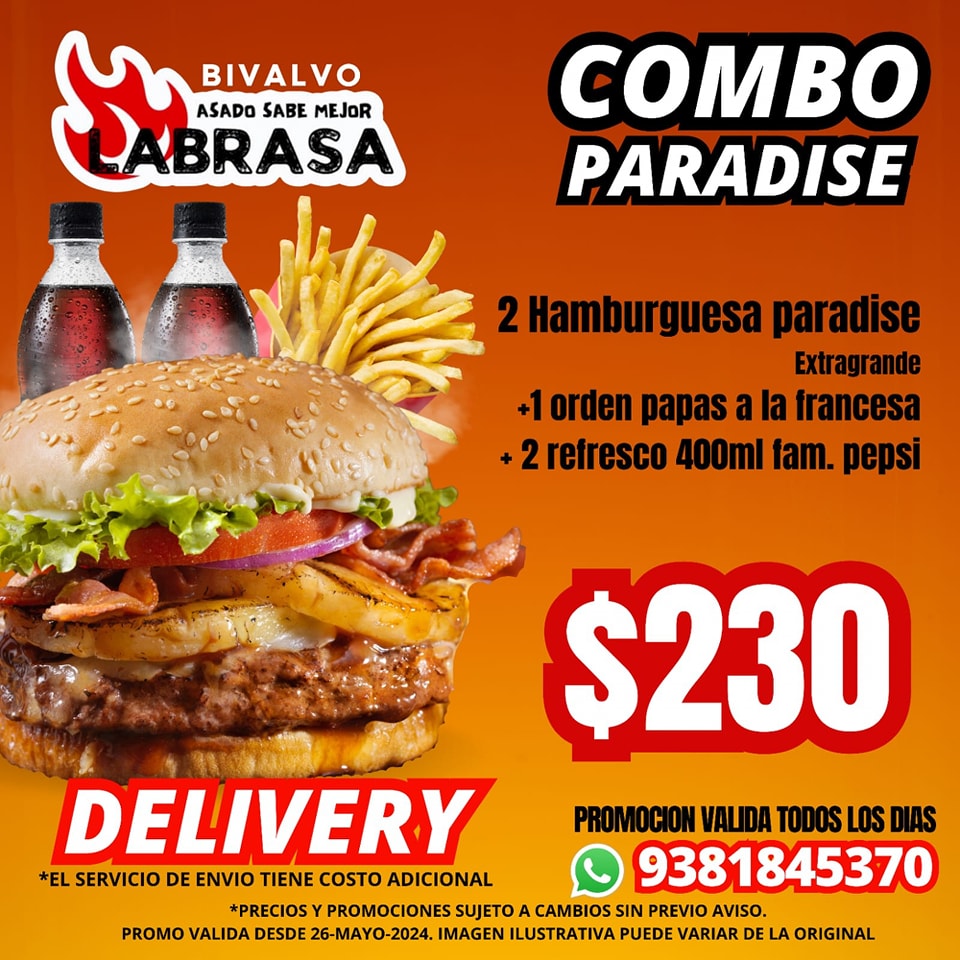 BIVALVO
ASADO SABE MEJOR
LABRASA
COMBO
PARADISE
2 Hamburguesa paradise
Extragrande
+1 orden papas a la francesa
+ 2 refresco 400ml fam. pepsi
$230
DELIVERY
*EL SERVICIO DE ENVIO TIENE COSTO ADICIONAL
PROMOCION VALIDA TODOS LOS DIAS
9381845370
*PRECIOS Y PROMOCIONES SUJETO A CAMBIOS SIN PREVIO AVISO.
PROMO VALIDA DESDE 26-MAYO-2024. IMAGEN ILUSTRATIVA PUEDE VARIAR DE LA ORIGINAL